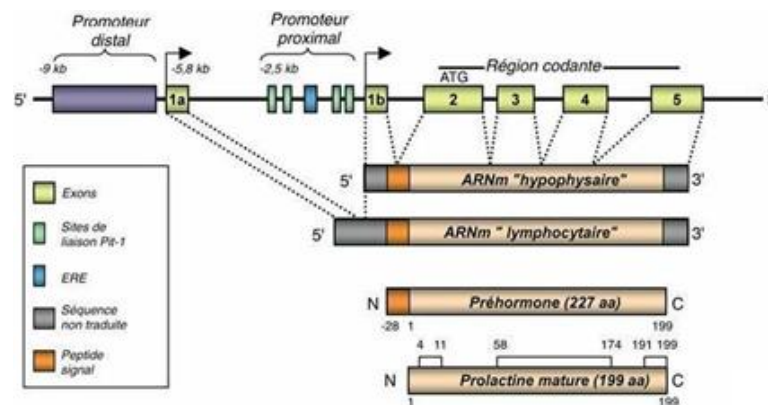 Promoteur
distal
Promoteur
proximal
-9 kb
-5,8 kb
-2,5 kb
Région codante
ATG
5'
1a
1b
2
3
4
5
5'
ARNm "hypophysaire"
3'
5'
ARNm " lymphocytaire"
3'
Exons
Sites de
liaison Pit-1
ERE
Séquence
non traduite
Peptide
signal
N
Préhormone (227 aa)
C
-28
1
199
4
11
58
174
191
199
N
Prolactine mature (199 aa)
C
1
199